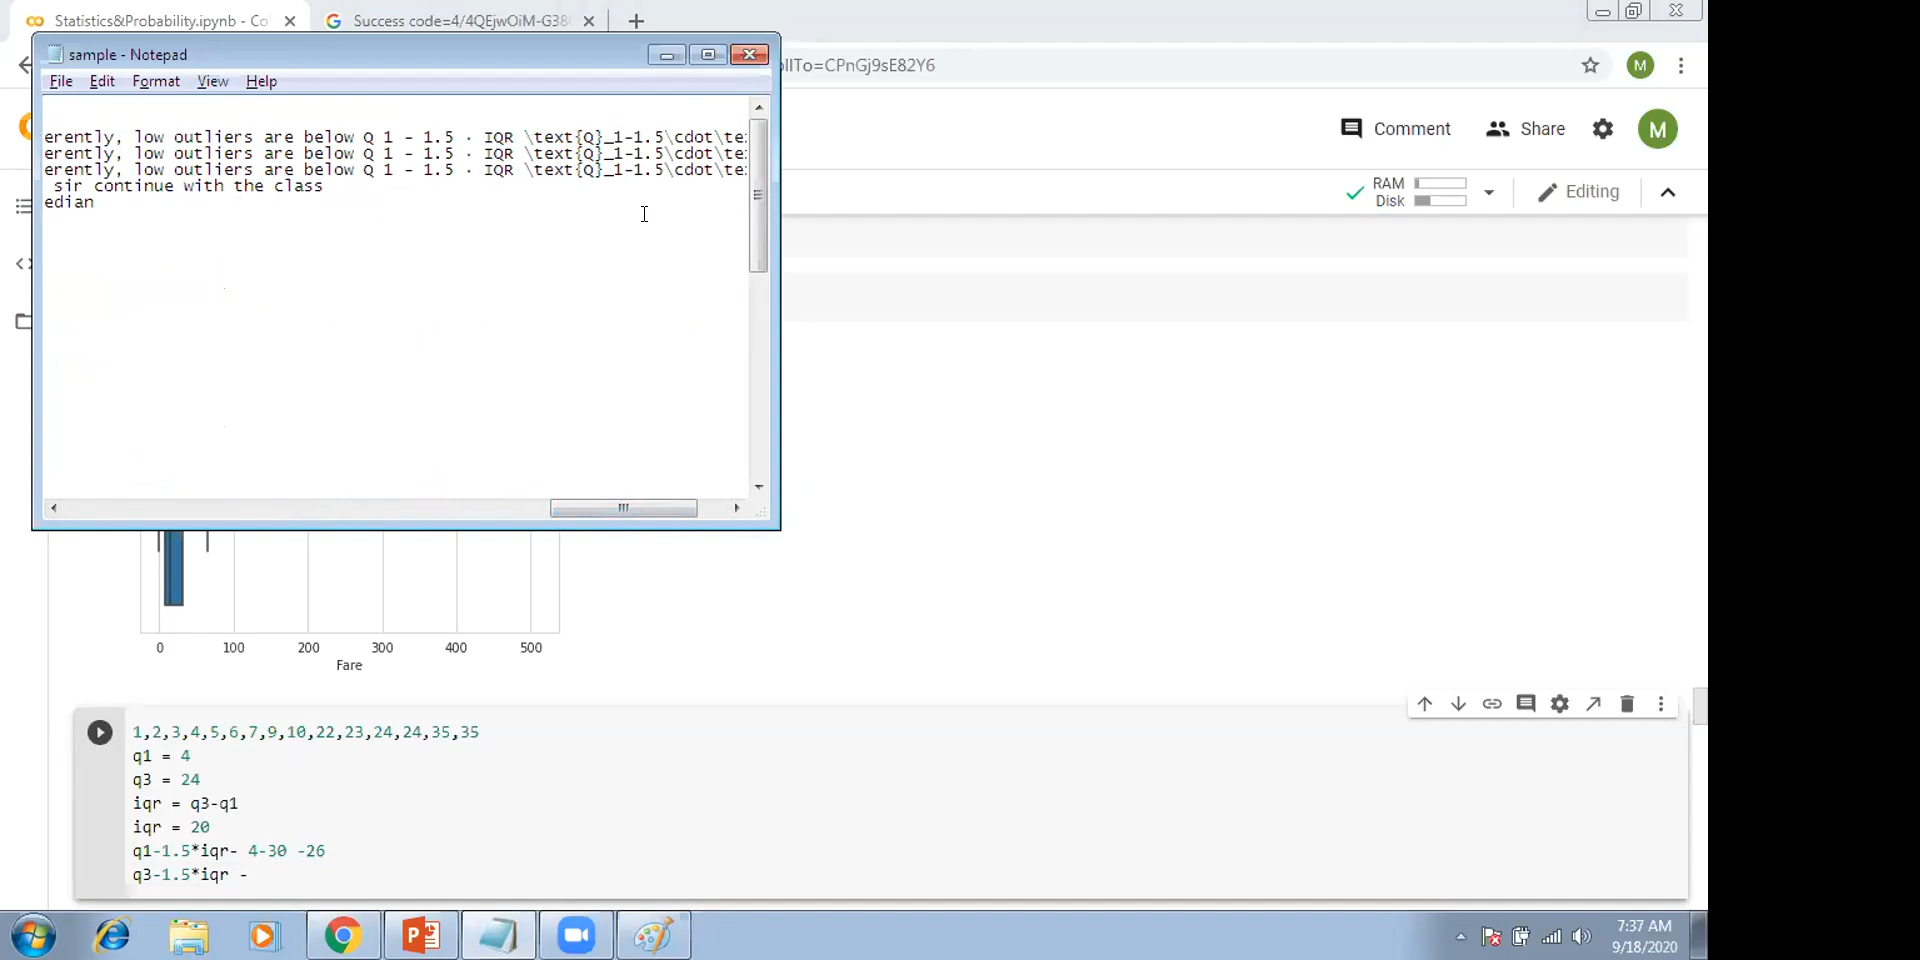 Statistics&Probability.ipynb - Co
Success code=4/4QEjwOiM-G38
sample - Notepad
ollTo=CPnGj9sE82Y6
M
File Edit Format View Help
erently, low outliers are below Q 1 - 1.5 · IQR \text{Q}_1-1.5\cdot\te
erently, low outliers are below Q 1 - 1.5 · IQR \text{Q}_1-1.5\cdot\te
erently, low outliers are below Q 1 - 1.5 · IQR \text{Q}_1-1.5\cdot\te
sir continue with the class
edian
Comment Share M
RAM
Disk
Editing
0 100 200 300 400 500
Fare
1,2,3,4,5,6,7,9,10,22,23,24,24,35,35
q1 = 4
q3 = 24
iqr = q3-q1
iqr = 20
q1-1.5*iqr- 4-30 -26
q3-1.5*iqr -
7:37 AM
9/18/2020